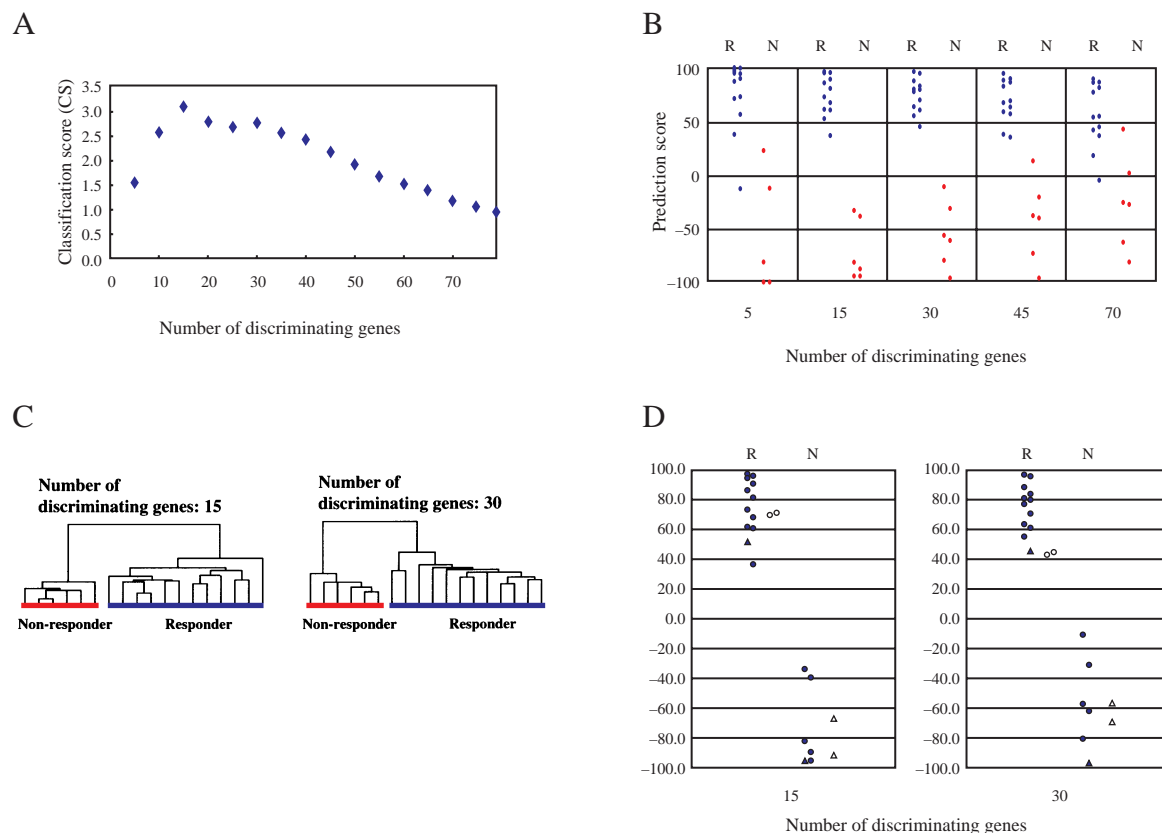 A
Classification score (CS)
3.5
3.0
2.5
2.0
1.5
1.0
0.5
0.0
0 10 20 30 40 50 60 70
Number of discriminating genes
B
R N R N R N R N R N
Prediction score
100
50
0
−50
−100
5 15 30 45 70
Number of discriminating genes
C
Number of
discriminating genes: 15
Non-responder Responder
Number of
discriminating genes: 30
Non-responder Responder
D
R N
100.0
80.0
60.0
40.0
20.0
0.0
−20.0
−40.0
−60.0
−80.0
−100.0
15
R N
100.0
80.0
60.0
40.0
20.0
0.0
−20.0
−40.0
−60.0
−80.0
−100.0
30
Number of discriminating genes